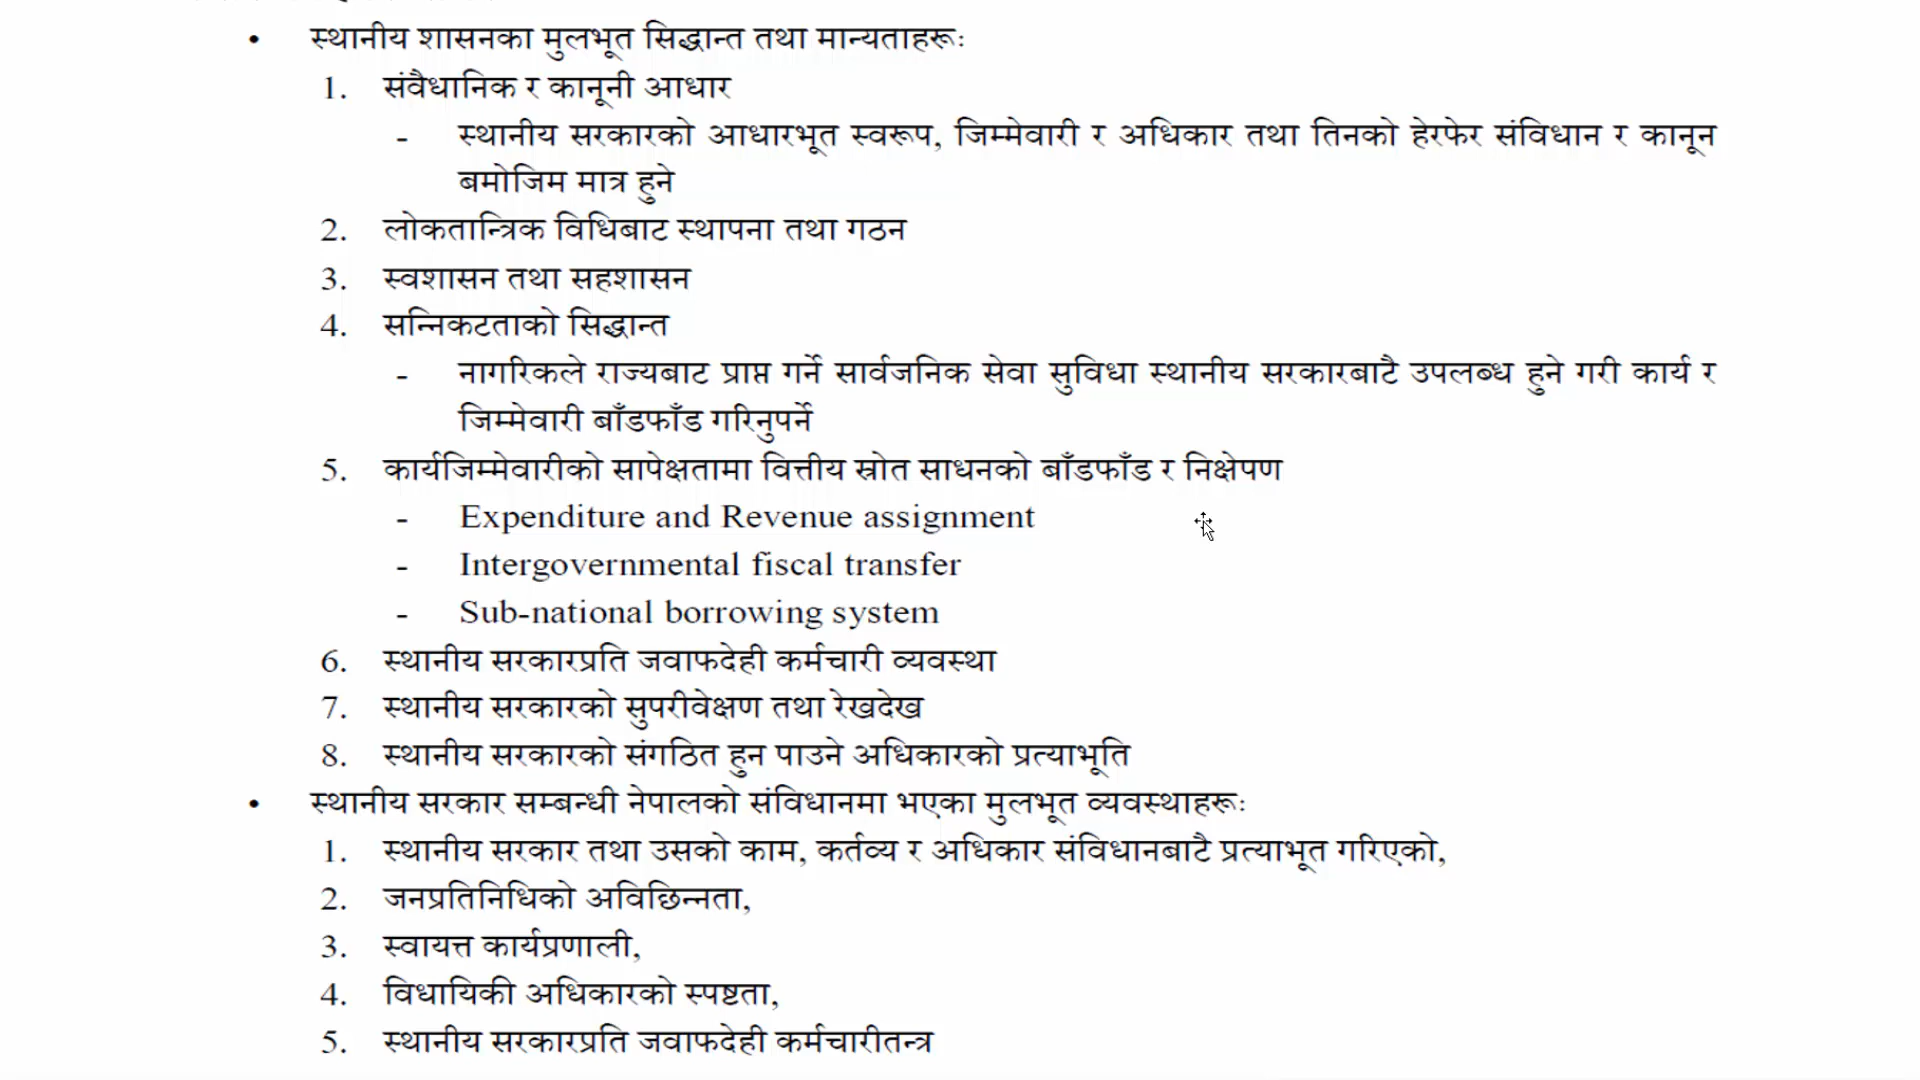 • स्थानीय शासनका मुलभूत सिद्धान्त तथा मान्यताहरूः
1. संवैधानिक र कानूनी आधार
- स्थानीय सरकारको आधारभूत स्वरूप, जिम्मेवारी र अधिकार तथा तिनको हेरफेर संविधान र कानून
बमोजिम मात्र हुने
2. लोकतान्त्रिक विधिबाट स्थापना तथा गठन
3. स्वशासन तथा सहशासन
4. सन्निकटताको सिद्धान्त
- नागरिकले राज्यबाट प्राप्त गर्ने सार्वजनिक सेवा सुविधा स्थानीय सरकारबाटै उपलब्ध हुने गरी कार्य र
जिम्मेवारी बाँडफाँड गरिनुपर्ने
5. कार्यजिम्मेवारीको सापेक्षतामा वित्तीय स्रोत साधनको बाँडफाँड र निक्षेपण
- Expenditure and Revenue assignment
- Intergovernmental fiscal transfer
- Sub-national borrowing system
6. स्थानीय सरकारप्रति जवाफदेही कर्मचारी व्यवस्था
7. स्थानीय सरकारको सुपरीवेक्षण तथा रेखदेख
8. स्थानीय सरकारको संगठित हुन पाउने अधिकारको प्रत्याभूति
• स्थानीय सरकार सम्बन्धी नेपालको संविधानमा भएका मुलभूत व्यवस्थाहरूः
1. स्थानीय सरकार तथा उसको काम, कर्तव्य र अधिकार संविधानबाटै प्रत्याभूत गरिएको,
2. जनप्रतिनिधिको अविछिन्नता,
3. स्वायत्त कार्यप्रणाली,
4. विधायिकी अधिकारको स्पष्टता,
5. स्थानीय सरकारप्रति जवाफदेही कर्मचारीतन्त्र